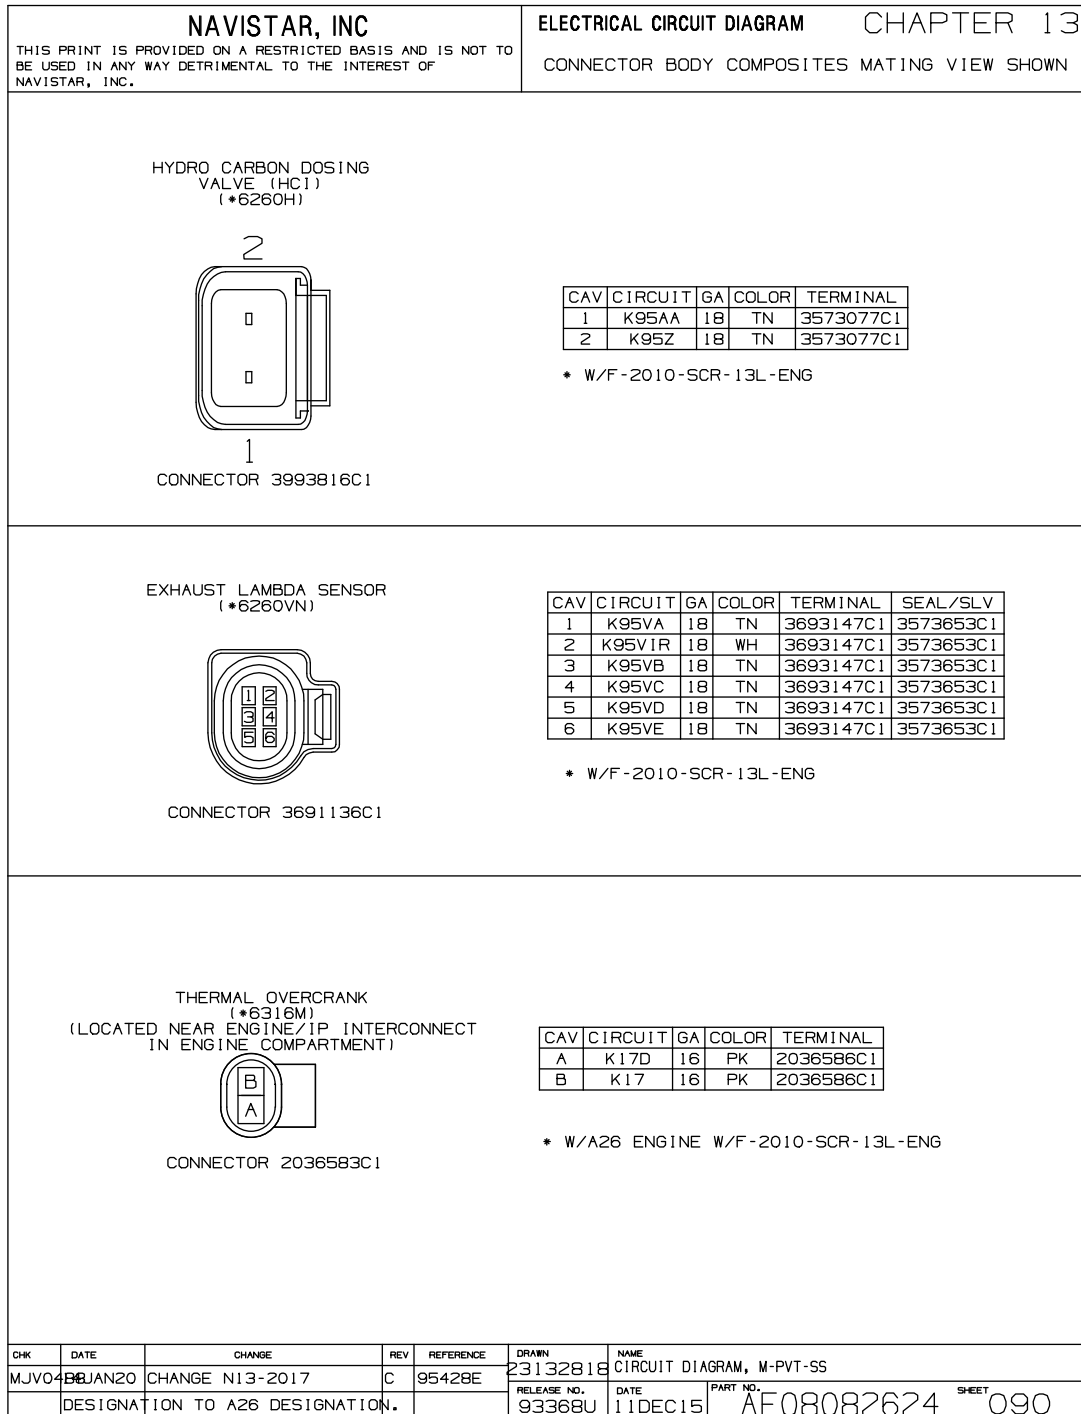 NAVISTAR, INC
THIS PRINT IS PROVIDED ON A RESTRICTED BASIS AND IS NOT TO
BE USED IN ANY WAY DETRIMENTAL TO THE INTEREST OF
NAVISTAR, INC.
ELECTRICAL CIRCUIT DIAGRAM CHAPTER 13
CONNECTOR BODY COMPOSITES MATING VIEW SHOWN
HYDRO CARBON DOSING
VALVE (HCI)
(*6260H)
2
1
CONNECTOR 3993816C1
CAV CIRCUIT GA COLOR TERMINAL
1 K95AA 18 TN 3573077C1
2 K95Z 18 TN 3573077C1
* W/F-2010-SCR-13L-ENG
EXHAUST LAMBDA SENSOR
(*6260VN)
1 2
3 4
5 6
CONNECTOR 3691136C1
CAV CIRCUIT GA COLOR TERMINAL SEAL/SLV
1 K95VA 18 TN 3693147C1 3573653C1
2 K95VIR 18 WH 3693147C1 3573653C1
3 K95VB 18 TN 3693147C1 3573653C1
4 K95VC 18 TN 3693147C1 3573653C1
5 K95VD 18 TN 3693147C1 3573653C1
6 K95VE 18 TN 3693147C1 3573653C1
* W/F-2010-SCR-13L-ENG
THERMAL OVERCRANK
(*6316M)
(LOCATED NEAR ENGINE/IP INTERCONNECT
IN ENGINE COMPARTMENT)
B
A
CONNECTOR 2036583C1
CAV CIRCUIT GA COLOR TERMINAL
A K17D 16 PK 2036586C1
B K17 16 PK 2036586C1
* W/A26 ENGINE W/F-2010-SCR-13L-ENG
CHK DATE CHANGE REV REFERENCE
CHANGE N13-2017 C 95428E
DESIGNATION TO A26 DESIGNATION.
DRAWN
23132818
NAME
CIRCUIT DIAGRAM, M-PVT-SS
RELEASE NO.
93368U
DATE
11DEC15
PART NO.
AF08082624
SHEET
090